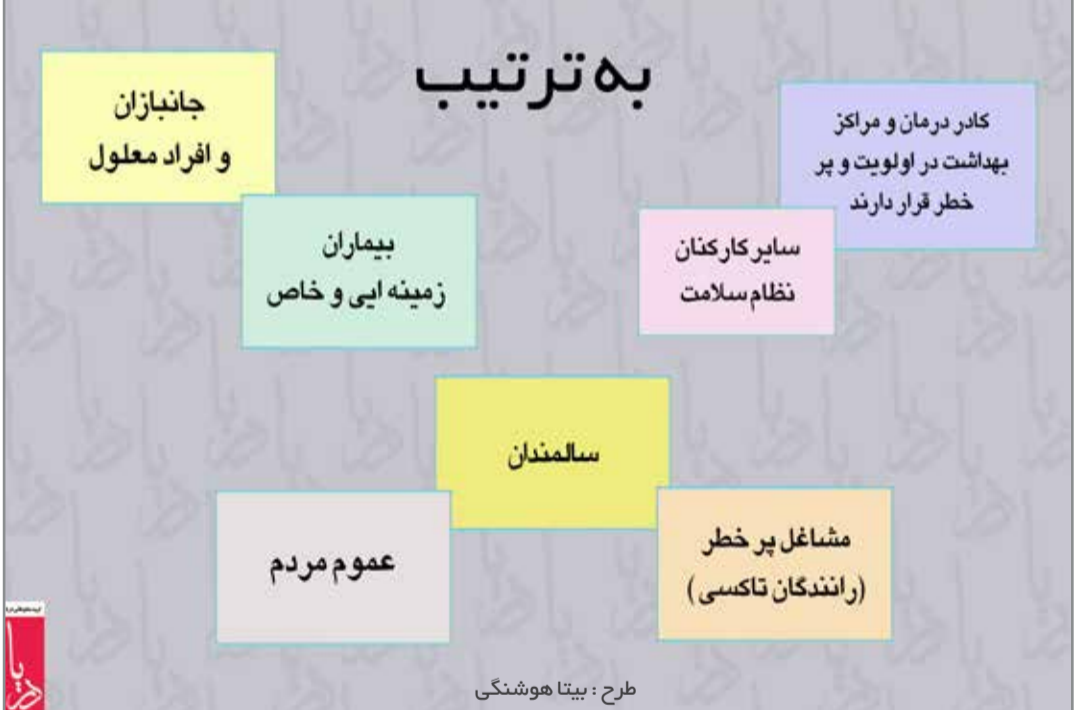 به ترتیب
کادر درمان و مراکز
بهداشت در اولویت و پر
خطر قرار دارند
سایر کارکنان
نظام سلامت
جانبازان
و افراد معلول
بیماران
زمینه ایی و خاص
سالمندان
مشاغل پر خطر
(رانندگان تاکسی)
عموم مردم
طرح : بیتا هوشنگی